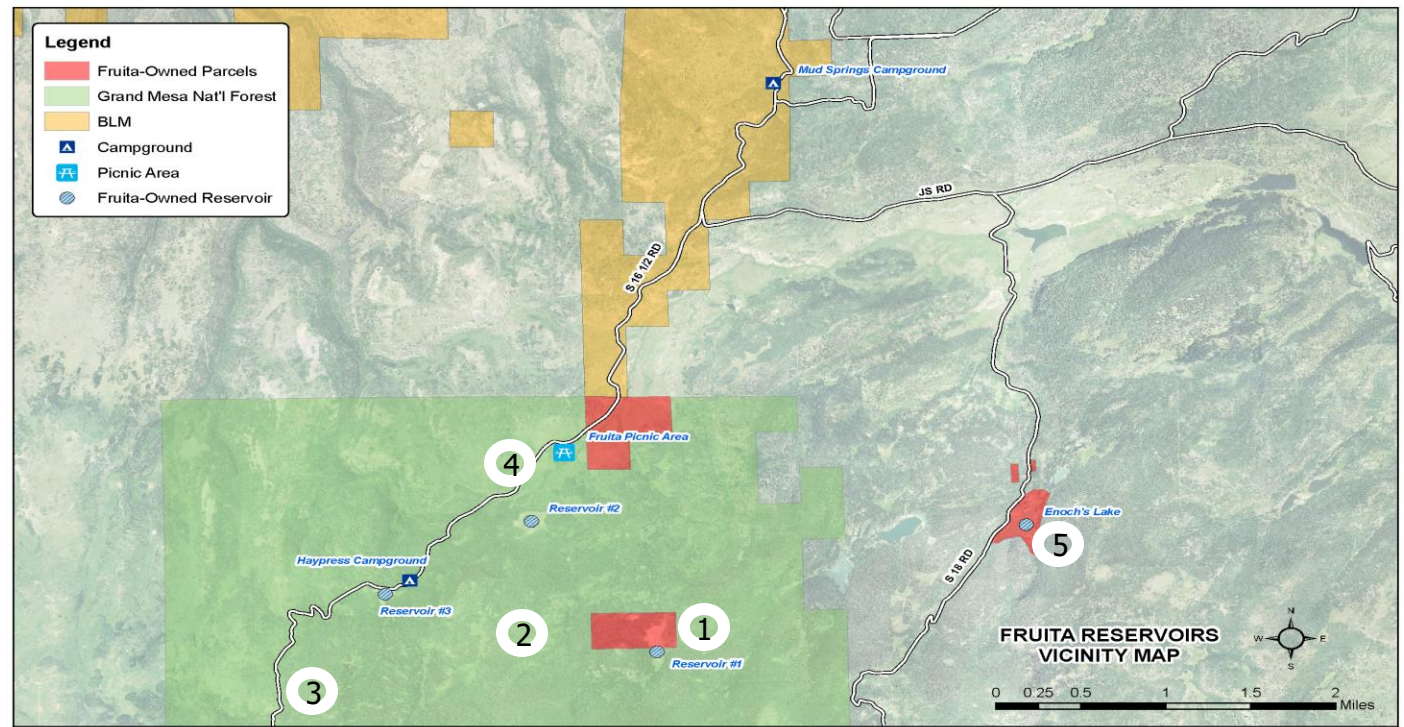 Legend
Fruita-Owned Parcels
Grand Mesa Nat'l Forest
BLM
Campground
Picnic Area
Fruita-Owned Reservoir
Mud Springs Campground
JS RD
S 16 1/2 RD
Fruita Picnic Area
4
Reservoir #2
Enoch's Lake
5
Haypress Campground
S 18 RD
Reservoir #3
2
1
Reservoir #1
3
FRUITA RESERVOIRS
VICINITY MAP
N
W E
S
0 0.25 0.5 1 1.5 2
Miles